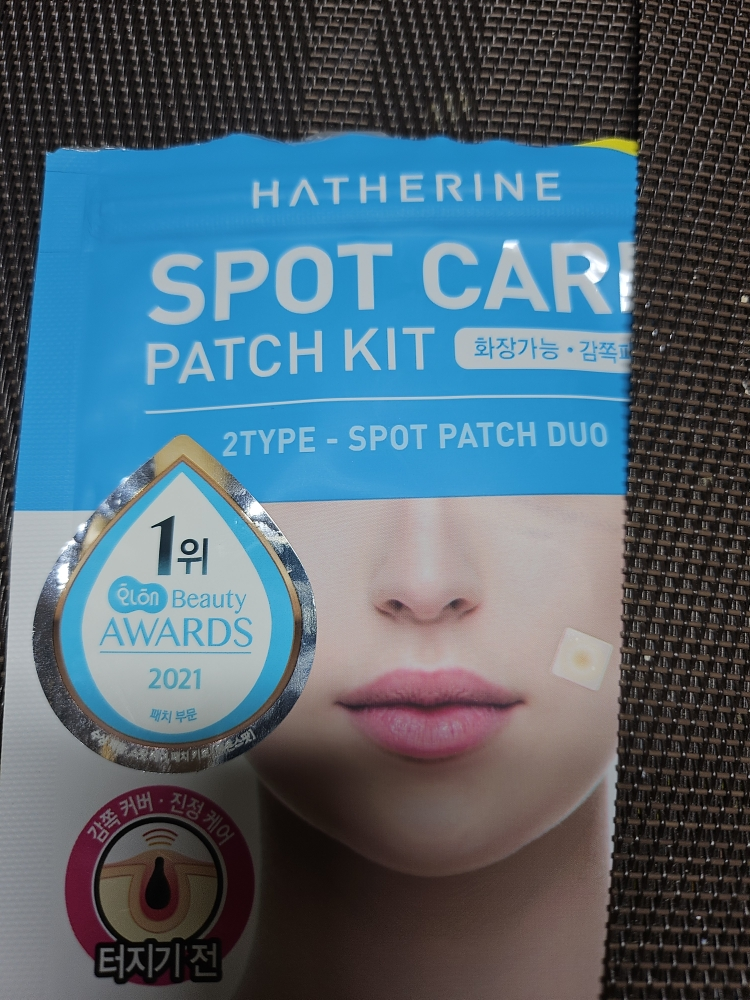 HATHERINE
SPOT CAR
PATCH KIT
화장가능 · 감쪽
2TYPE - SPOT PATCH DUO
1위
Beauty
AWARDS
2021
패치 부문
감쪽 커버 · 진정 케어
터지기 전